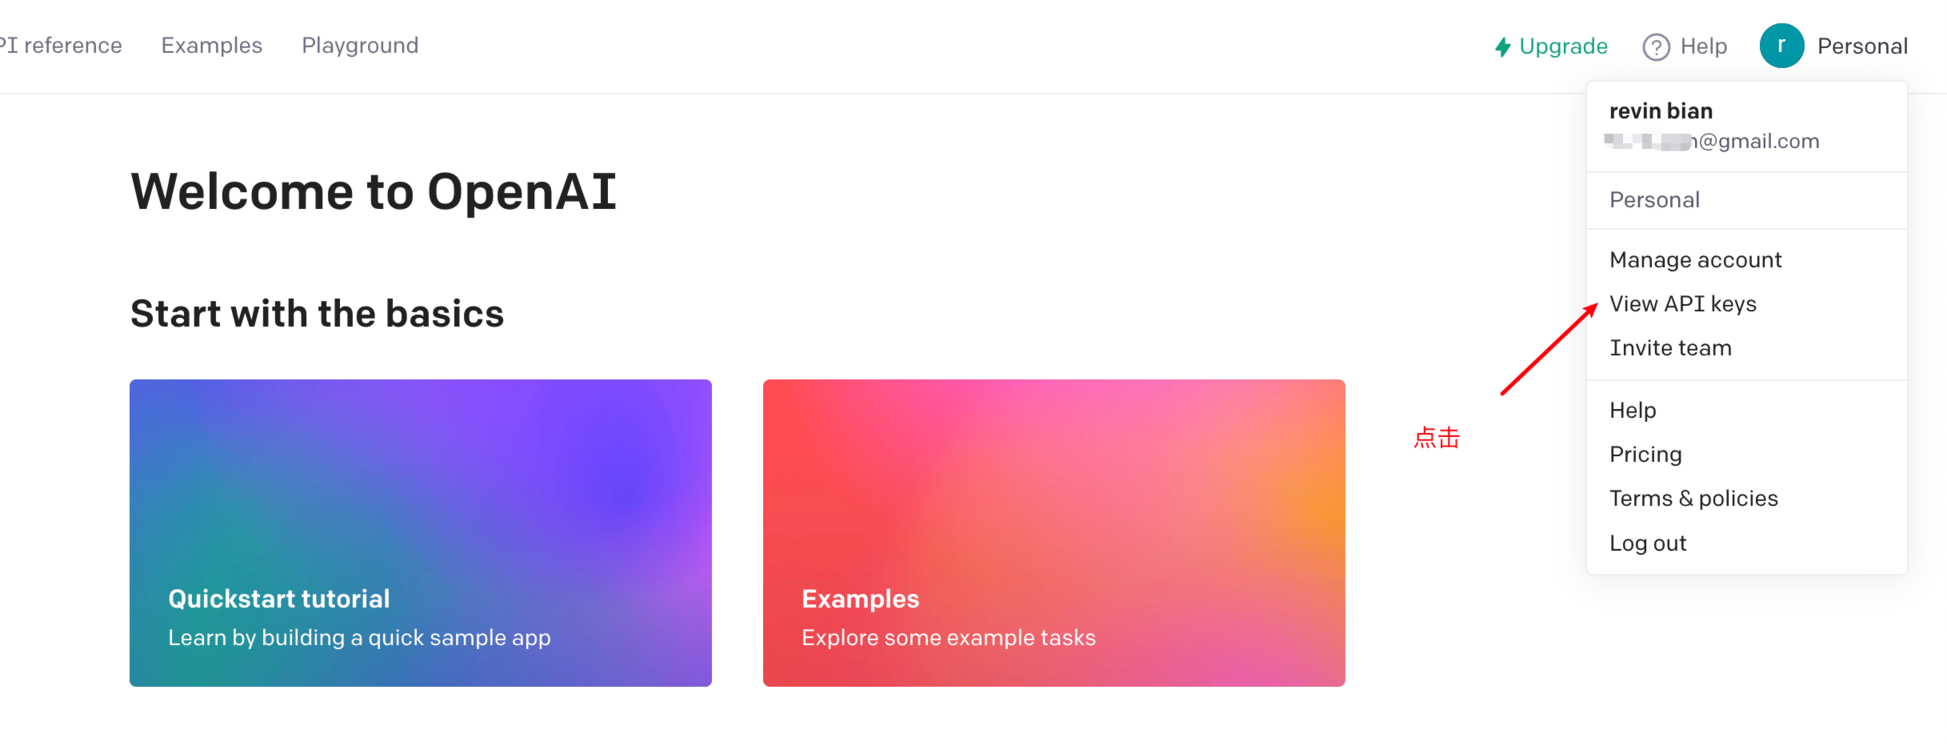 PI reference Examples Playground Upgrade Help r Personal
revin bian
@gmail.com
Personal
Manage account
View API keys
Invite team
Help
Pricing
Terms & policies
Log out
Welcome to OpenAI
Start with the basics
Quickstart tutorial
Learn by building a quick sample app
Examples
Explore some example tasks
点击